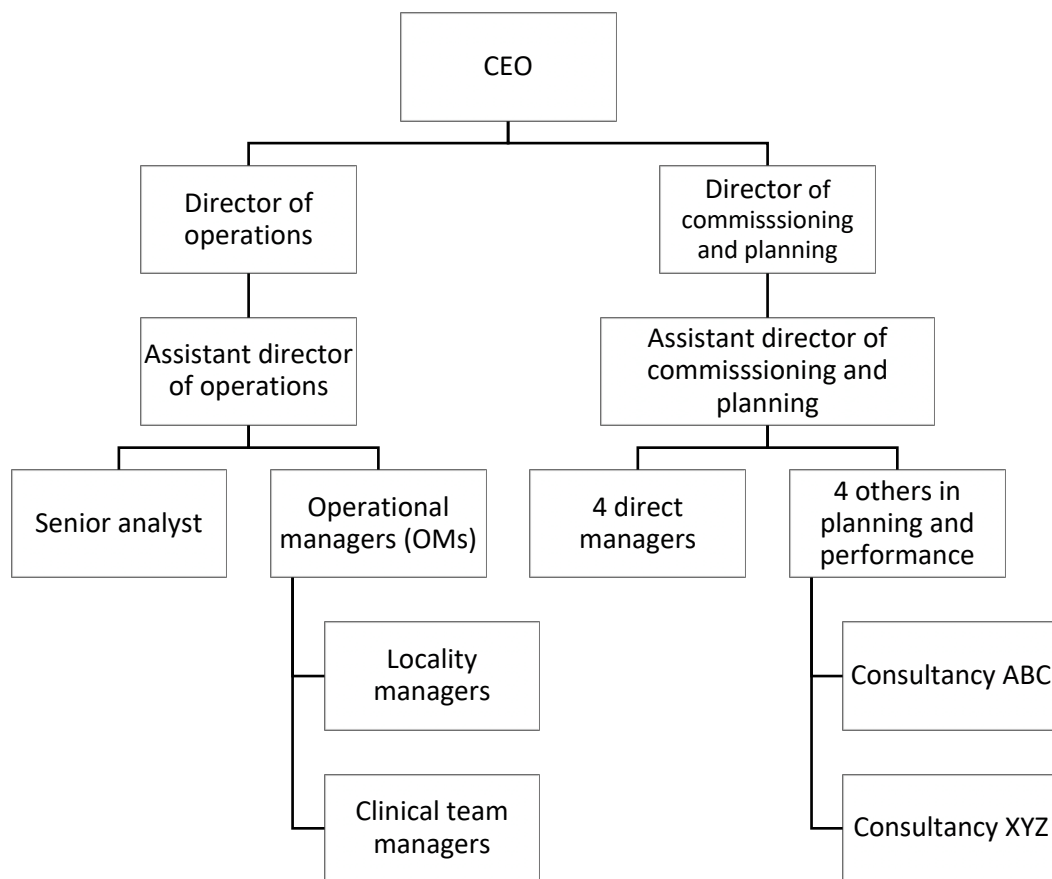 CEO
Director of
operations
Director of
commisssioning
and planning
Assistant director
of operations
Assistant director of
commisssioning and
planning
Senior analyst
Operational
managers (OMs)
4 direct
managers
4 others in
planning and
performance
Locality
managers
Consultancy ABC
Clinical team
managers
Consultancy XYZ